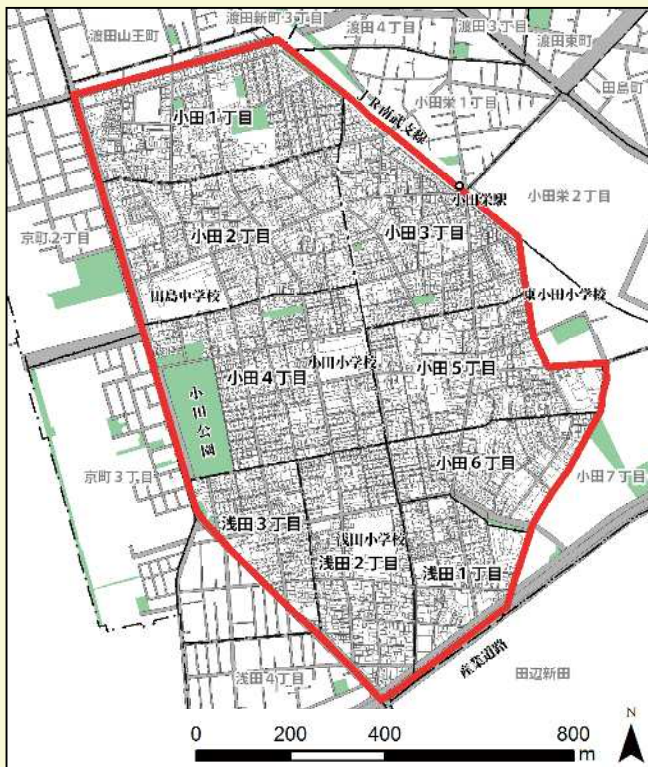 渡田新町3丁目
渡田山王町
渡田4丁目
渡田3丁目
渡田東町
田島町
小田栄1丁目
JR南武支線
小田1丁目
小田栄駅
小田栄2丁目
京町2丁目
小田2丁目
小田3丁目
田島中学校
東小田小学校
小田小学校
小田4丁目
小田5丁目
小田公園
京町3丁目
小田6丁目
小田7丁目
浅田3丁目
浅田小学校
浅田2丁目
浅田1丁目
産業道路
浅田4丁目
田辺新田
0 200 400 800
m
N